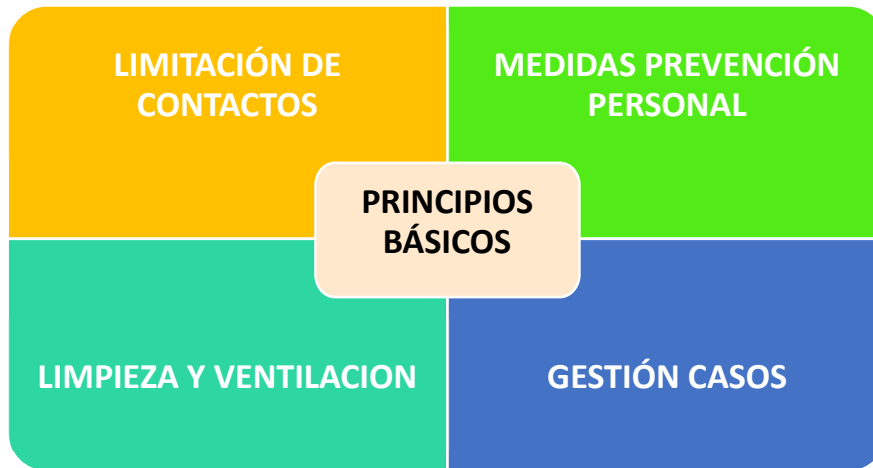 LIMITACIÓN DE
CONTACTOS
MEDIDAS PREVENCIÓN
PERSONAL
PRINCIPIOS
BÁSICOS
LIMPIEZA Y VENTILACION
GESTIÓN CASOS